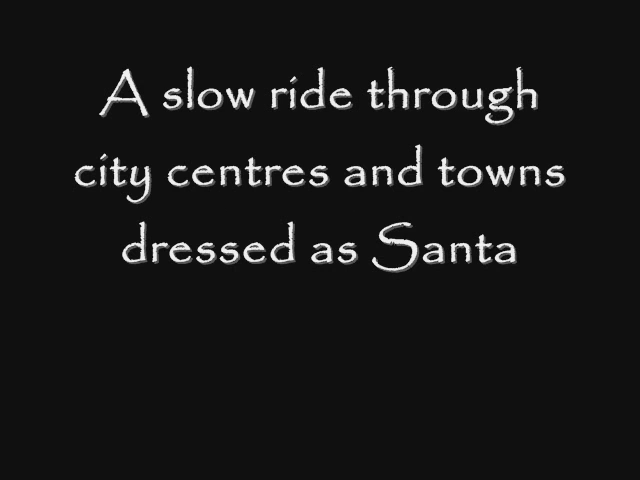 A slow ride through
city centres and towns
dressed as Santa